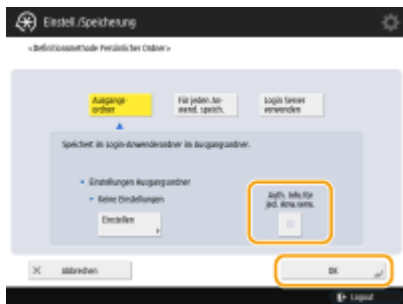 Einstell./Speicherung
<Definitionsmethode Persönlicher Ordner>
Ausgangs-
ordner
Für jeden An-
wend. speich.
Login Server
verwenden
Speichert im Login-Anwenderordner im Ausgangsordner.
Einstellungen Ausgangsordner
Keine Einstellungen
Einstellen
Auth. Info für
jed. Anw.
Abbrechen
OK
Logout